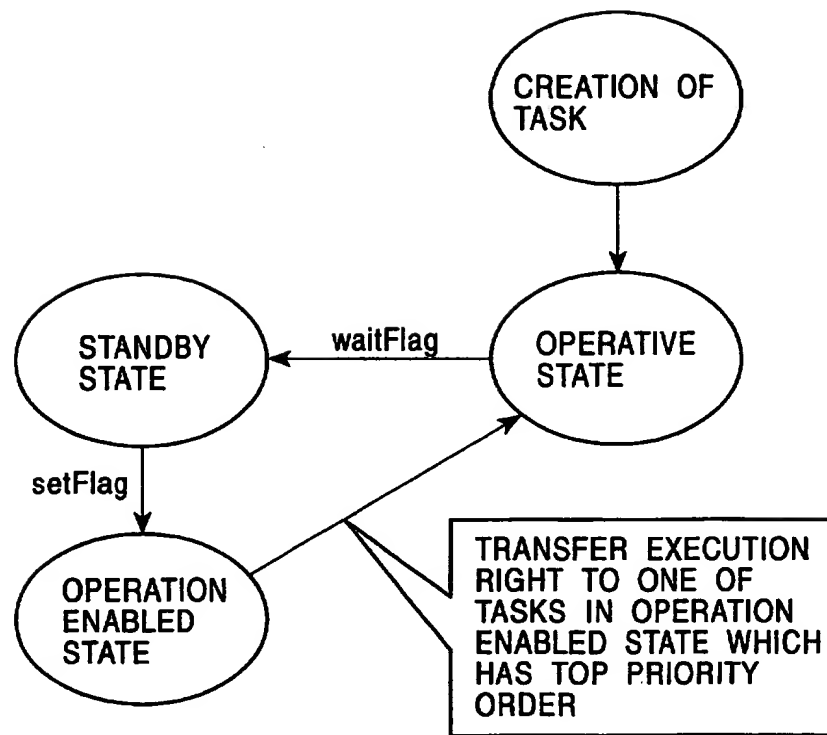 CREATION OF
TASK
waitFlag
STANDBY
STATE
OPERATIVE
STATE
setFlag
OPERATION
ENABLED
STATE
TRANSFER EXECUTION
RIGHT TO ONE OF
TASKS IN OPERATION
ENABLED STATE WHICH
HAS TOP PRIORITY
ORDER